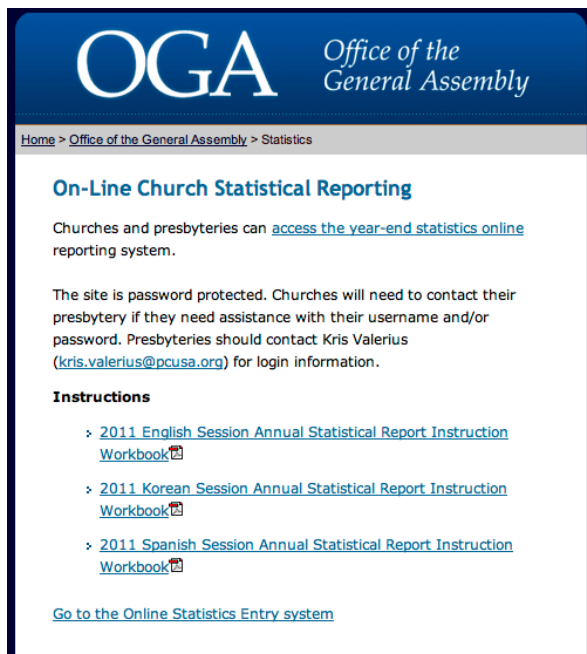 OGA
Office of the
General Assembly
Home > Office of the General Assembly > Statistics
On-Line Church Statistical Reporting
Churches and presbyteries can access the year-end statistics online
reporting system.
The site is password protected. Churches will need to contact their
presbytery if they need assistance with their username and/or
password. Presbyteries should contact Kris Valerius
(kris.valerius@pcusa.org) for login information.
Instructions
2011 English Session Annual Statistical Report Instruction
Workbook
2011 Korean Session Annual Statistical Report Instruction
Workbook
2011 Spanish Session Annual Statistical Report Instruction
Workbook
Go to the Online Statistics Entry system